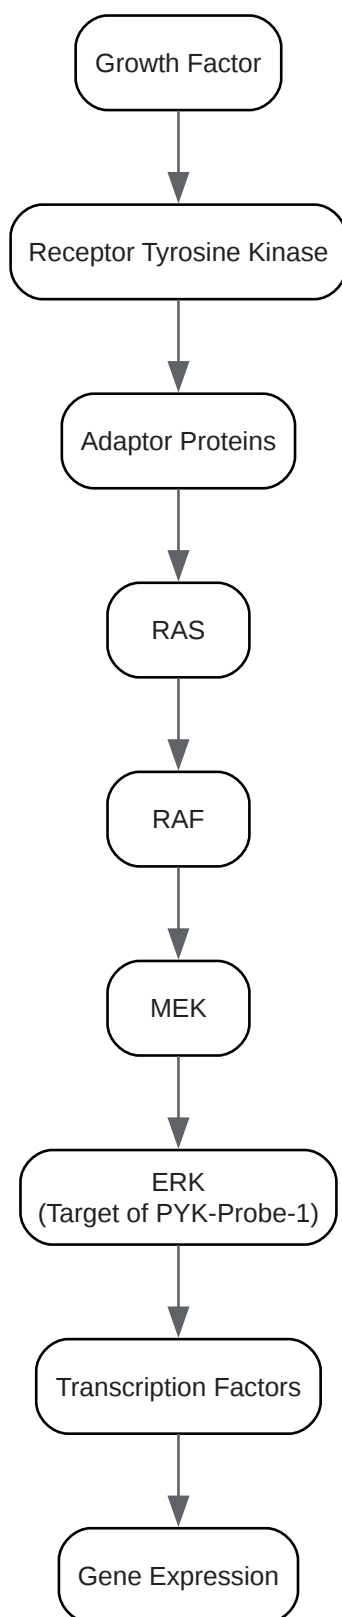 Growth Factor
Receptor Tyrosine Kinase
Adaptor Proteins
RAS
RAF
MEK
ERK
(Target of PYK-Probe-1)
Transcription Factors
Gene Expression